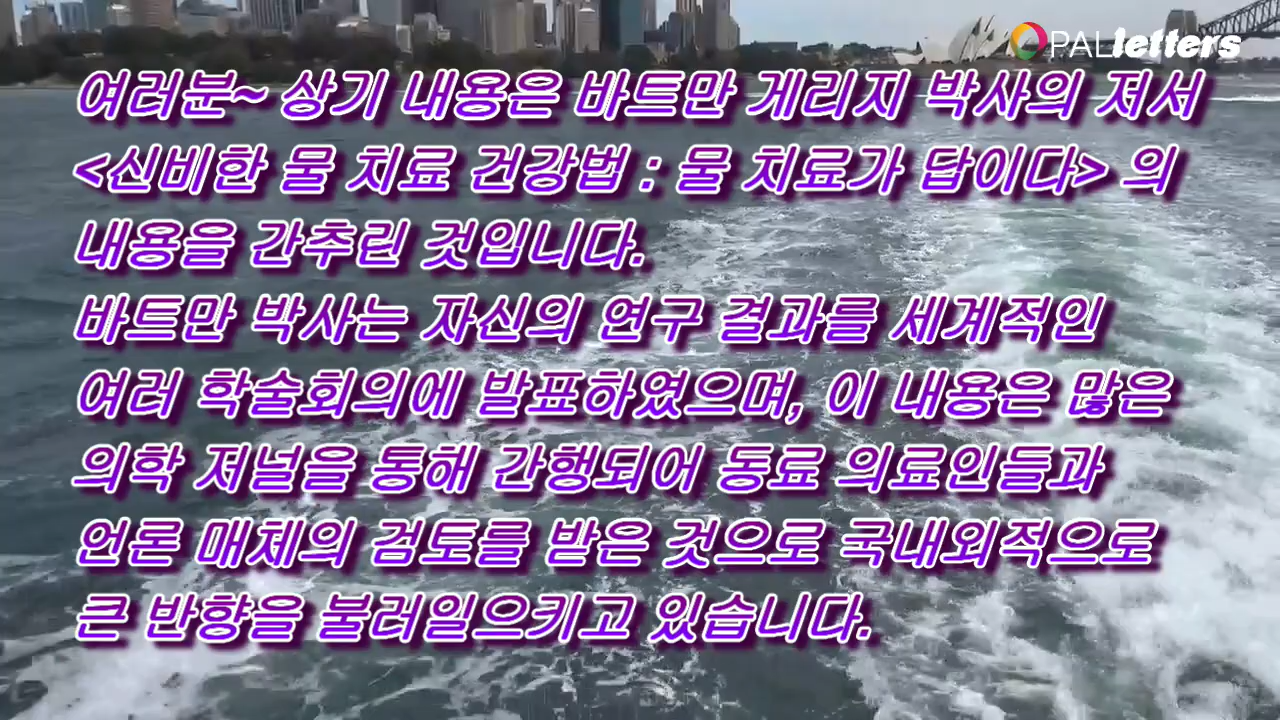 OPAL letters
여러분~ 상기 내용은 바트만 게리지 박사의 저서
<신비한 물 치료 건강법 : 물 치료가 답이다> 의
내용을 간추린 것입니다.
바트만 박사는 자신의 연구 결과를 세계적인
여러 학술회의에 발표하였으며, 이 내용은 많은
의학 저널을 통해 간행되어 동료 의료인들과
언론 매체의 검토를 받은 것으로 국내외적으로
큰 반향을 불러일으키고 있습니다.